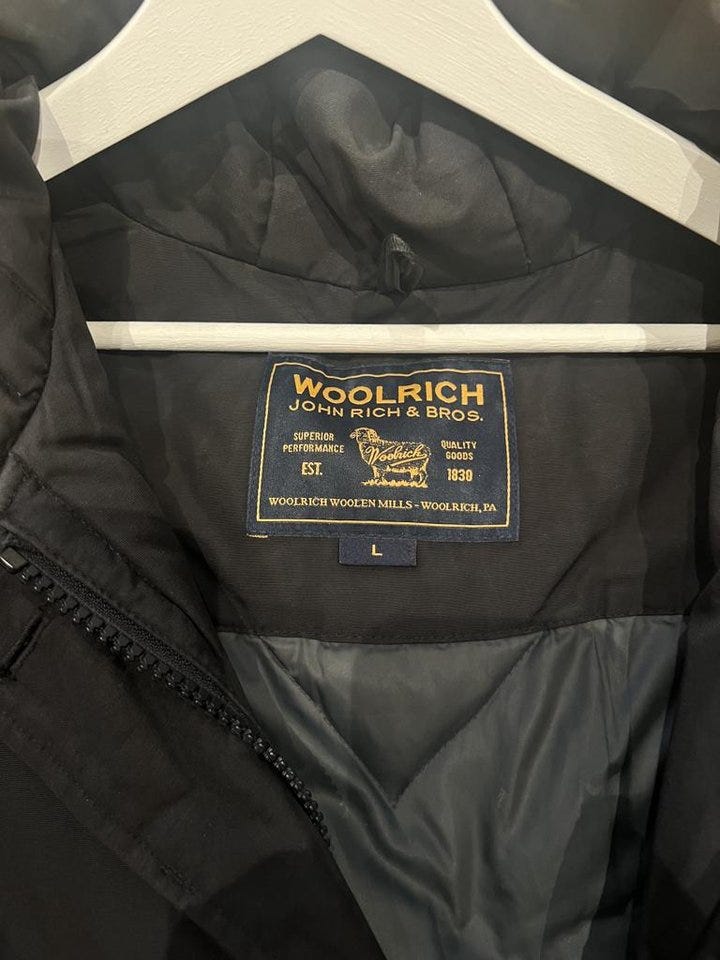 WOOLRICH
JOHN RICH & BROS.
SUPERIOR
PERFORMANCE
EST.
Woolrich
QUALITY
GOODS
1830
WOOLRICH WOOLEN MILLS - WOOLRICH, PA
L